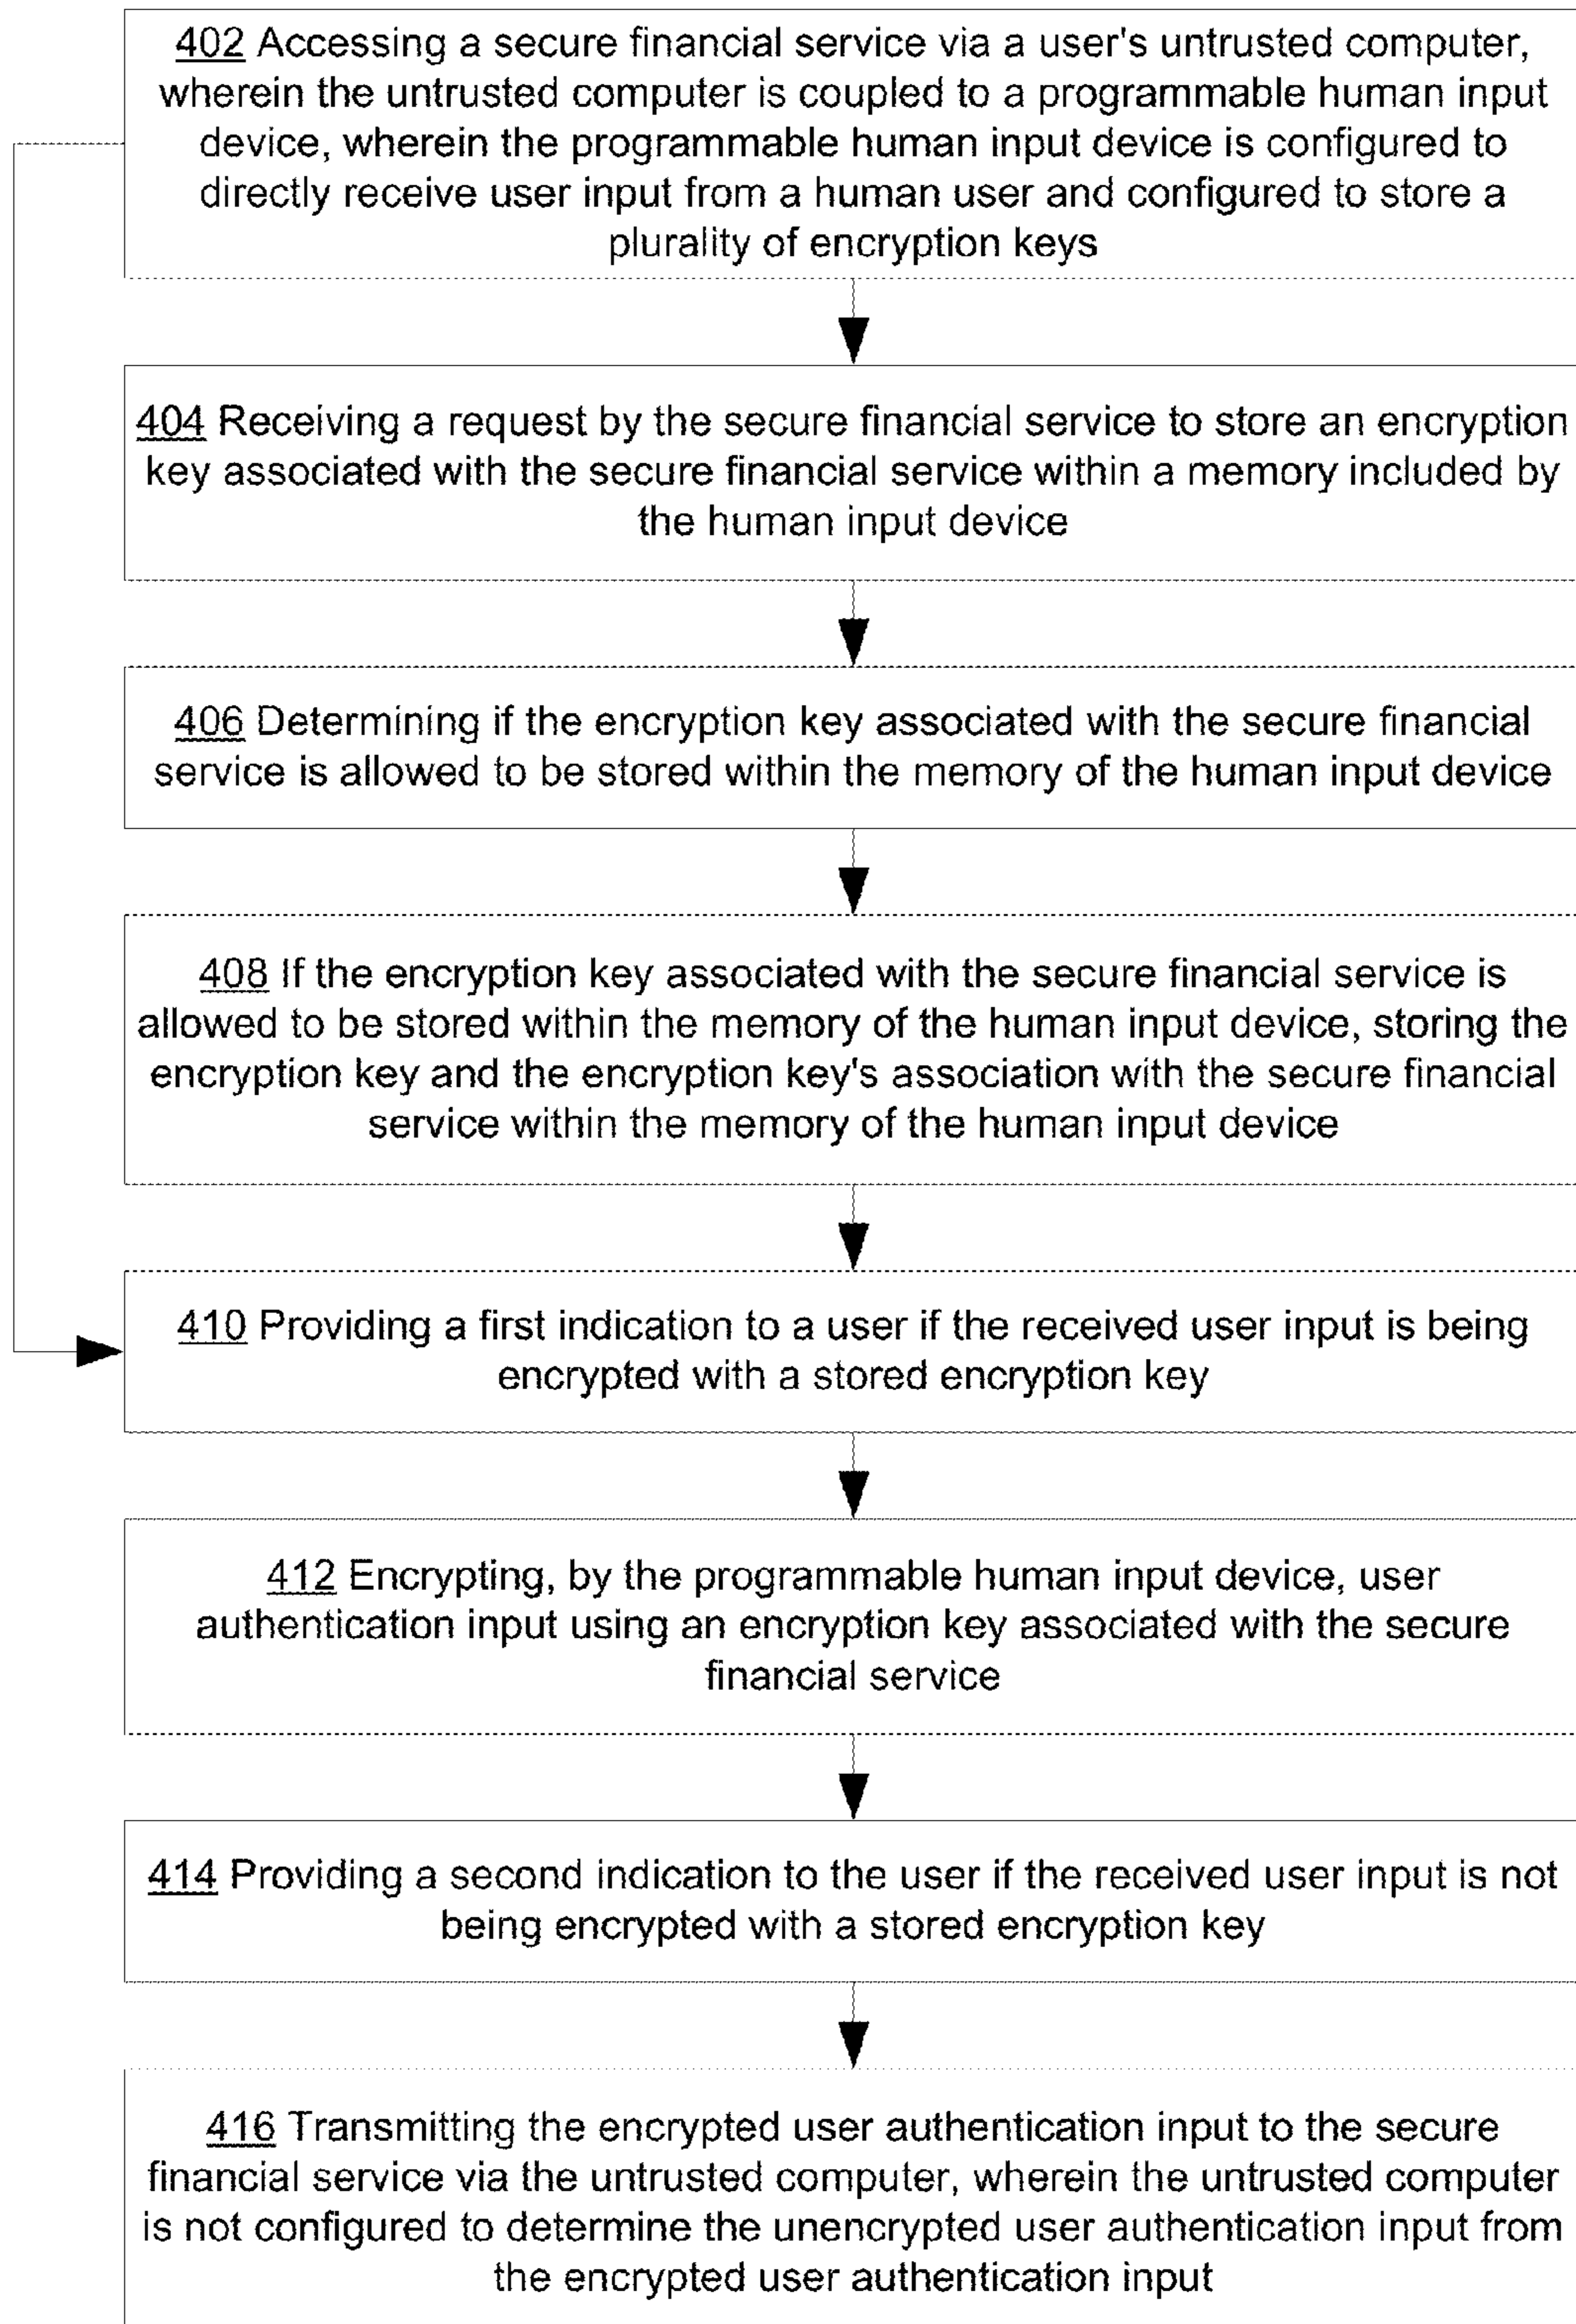 402 Accessing a secure financial service via a user's untrusted computer,
wherein the untrusted computer is coupled to a programmable human input
device, wherein the programmable human input device is configured to
directly receive user input from a human user and configured to store a
plurality of encryption keys
404 Receiving a request by the secure financial service to store an encryption
key associated with the secure financial service within a memory included by
the human input device
406 Determining if the encryption key associated with the secure financial
service is allowed to be stored within the memory of the human input device
408 If the encryption key associated with the secure financial service is
allowed to be stored within the memory of the human input device, storing the
encryption key and the encryption key's association with the secure financial
service within the memory of the human input device
410 Providing a first indication to a user if the received user input is being
encrypted with a stored encryption key
412 Encrypting, by the programmable human input device, user
authentication input using an encryption key associated with the secure
financial service
414 Providing a second indication to the user if the received user input is not
being encrypted with a stored encryption key
416 Transmitting the encrypted user authentication input to the secure
financial service via the untrusted computer, wherein the untrusted computer
is not configured to determine the unencrypted user authentication input from
the encrypted user authentication input